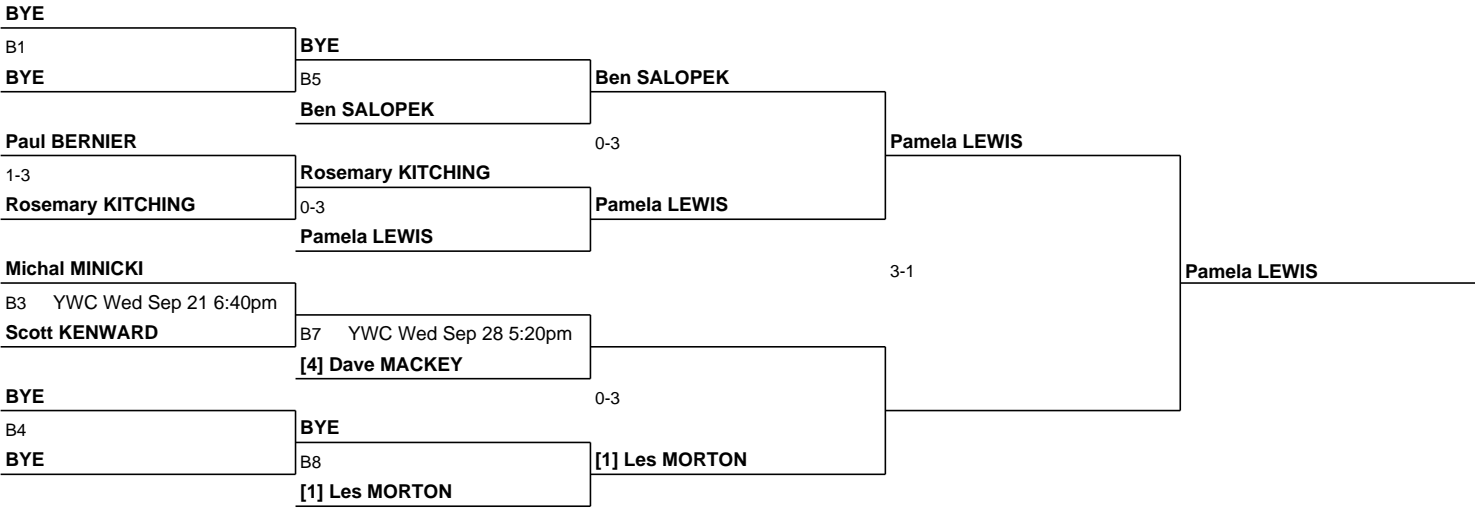 BYE
B1
BYE
BYE
B5
Ben SALOPEK
Ben SALOPEK
Paul BERNIER
1-3
Rosemary KITCHING
Rosemary KITCHING
0-3
Pamela LEWIS
0-3
Pamela LEWIS
Pamela LEWIS
Michal MINICKI
B3 YWC Wed Sep 21 6:40pm
Scott KENWARD
B7 YWC Wed Sep 28 5:20pm
[4] Dave MACKEY
3-1
Pamela LEWIS
BYE
B4
BYE
BYE
B8
[1] Les MORTON
0-3
[1] Les MORTON